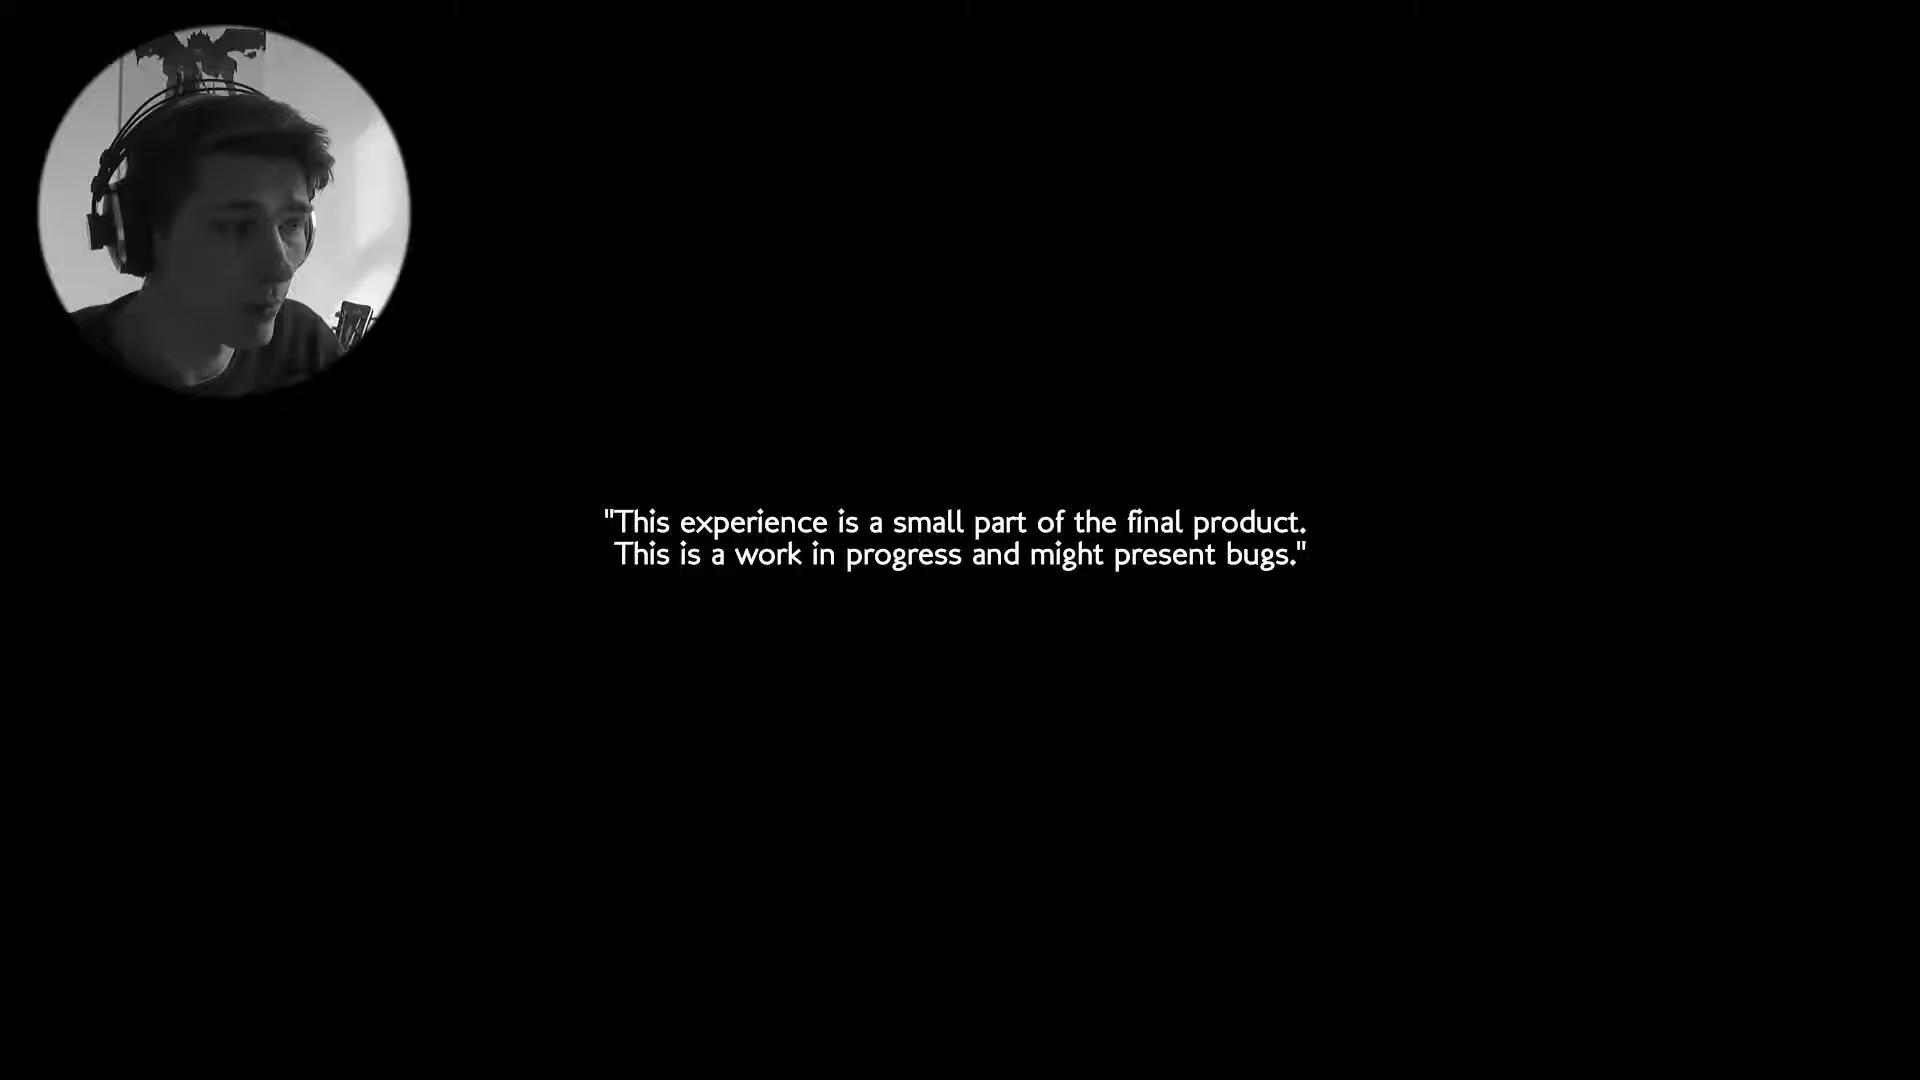 "This experience is a small part of the final product.
This is a work in progress and might present bugs."